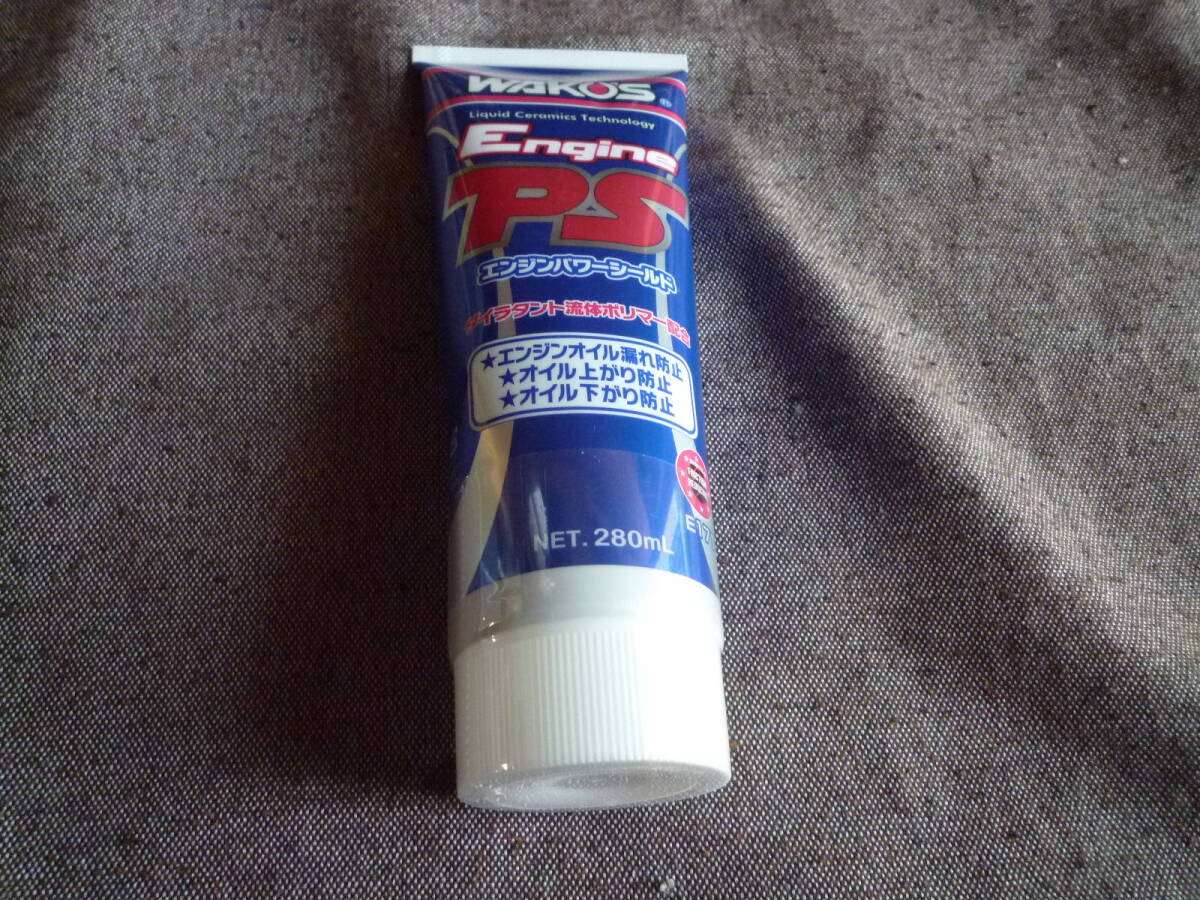 WAKO'S ®
Liquid Ceramics Technology
Engine
PS
エンジンパワーシールド
ダイラタント流体ポリマー配合
★エンジンオイル漏れ防止
★オイル上がり防止
★オイル下がり防止
NET. 280mL